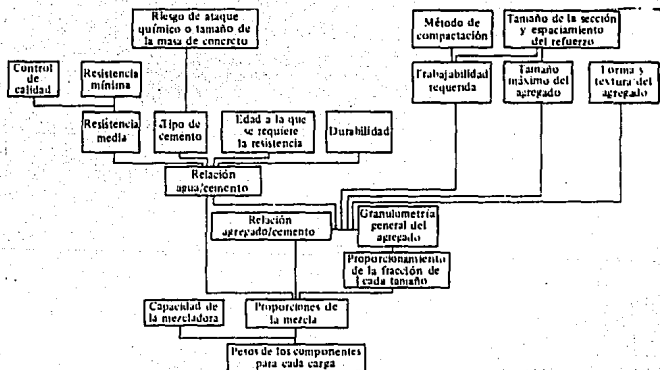 Riesgo de ataque
químico o tamaño de
la masa de concreto
Método de
compactación
Tamaño de la sección
y espaciamiento
del refuerzo
Control
de
calidad
Resistencia
mínima
Trabajabilidad
requerida
Tamaño
máximo del
agregado
Forma y
textura del
agregado
Resistencia
media
Tipo de
cemento
Edad a la que
se requiere
la resistencia
Durabilidad
Relación
agua/cemento
Relación
agregado/cemento
Granulometría
general del
agregado
Proporcionamiento
de la fracción de
cada tamaño
Capacidad de
la mezcladora
Proporciones de
la mezcla
Pesos de los componentes
para cada carga